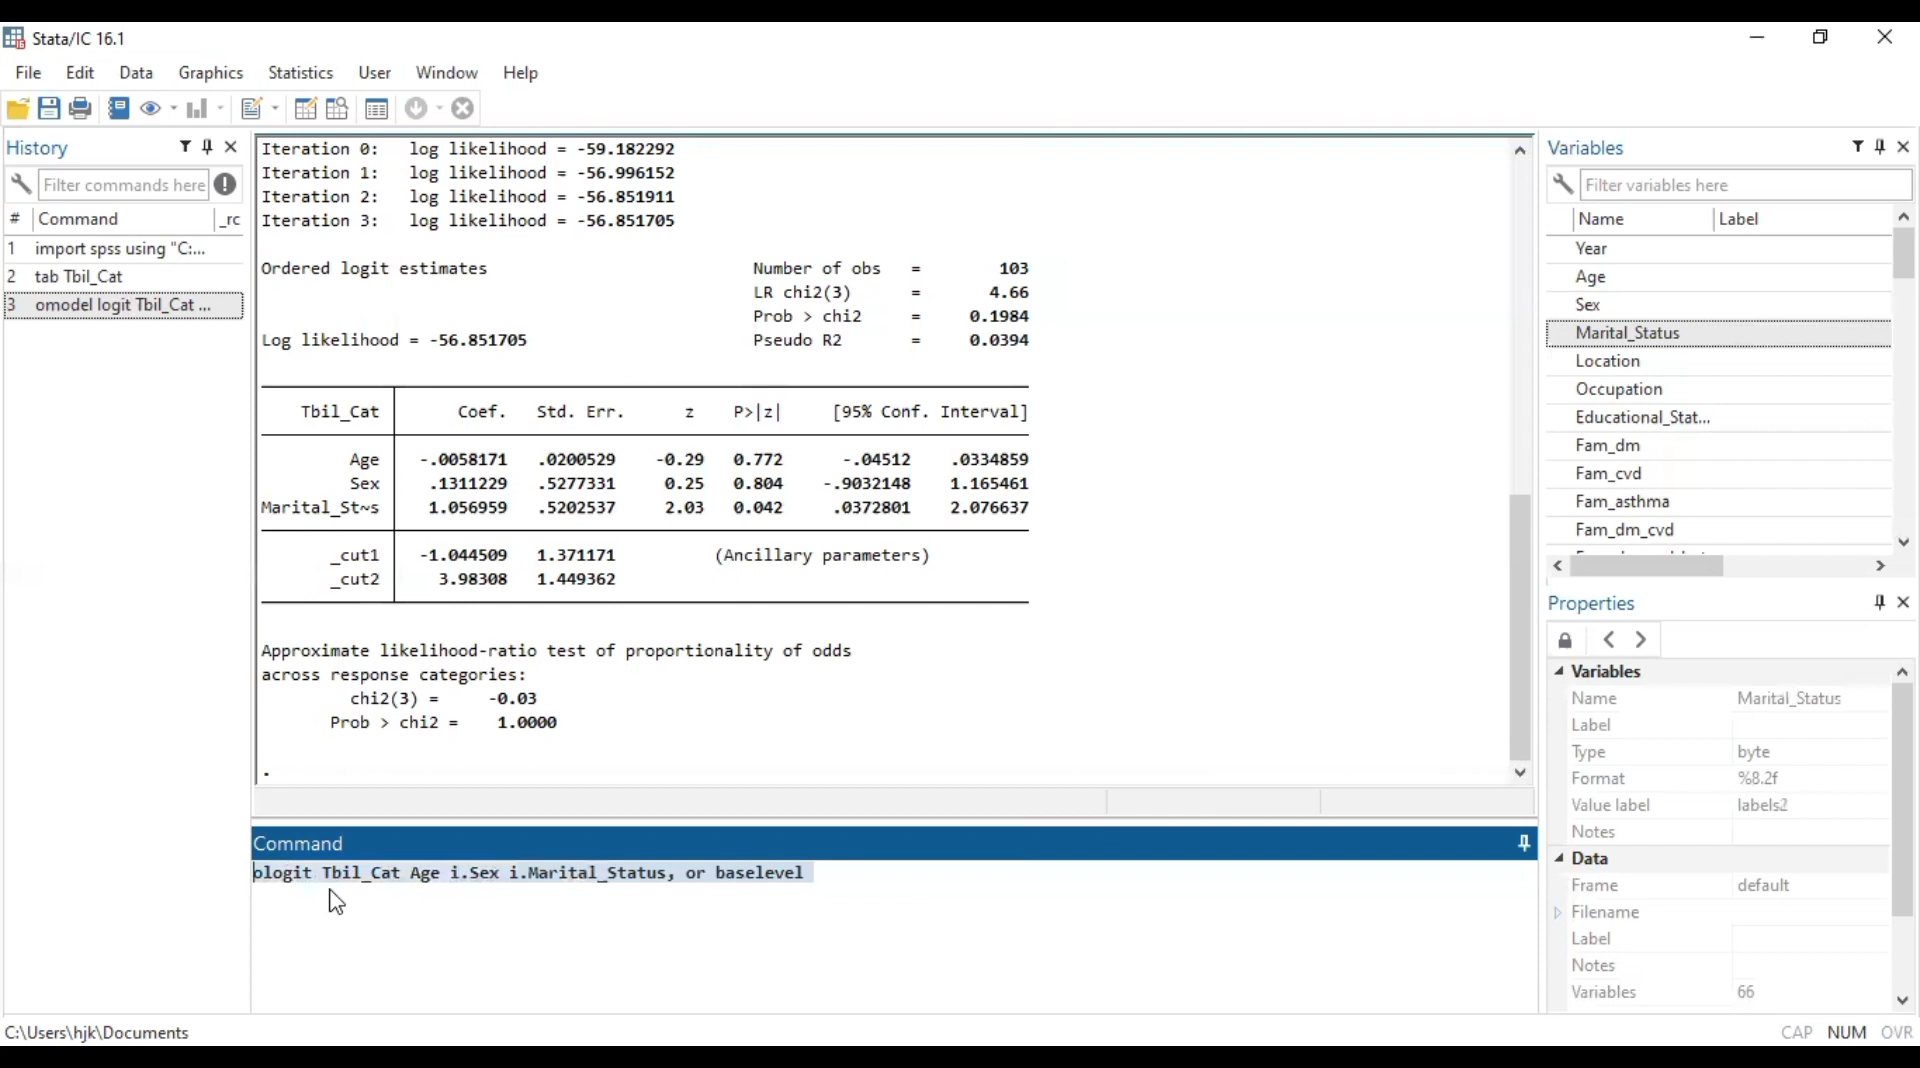 Stata/IC 16.1
File Edit Data Graphics Statistics User Window Help
History
Filter commands here
# Command _rc
1 import spss using "C:...
2 tab Tbil_Cat
3 omodel logit Tbil_Cat ...
Iteration 0: log likelihood = -59.182292
Iteration 1: log likelihood = -56.996152
Iteration 2: log likelihood = -56.851911
Iteration 3: log likelihood = -56.851705
Ordered logit estimates Number of obs = 103
LR chi2(3) = 4.66
Prob > chi2 = 0.1984
Log likelihood = -56.851705 Pseudo R2 = 0.0394
Tbil_Cat Coef. Std. Err. z P>|z| [95% Conf. Interval]
Age -.0058171 .0200529 -0.29 0.772 -.04512 .0334859
Sex .1311229 .5277331 0.25 0.804 -.9032148 1.165461
Marital_St~s 1.056959 .5202537 2.03 0.042 .0372801 2.076637
_cut1 -1.044509 1.371171 (Ancillary parameters)
_cut2 3.98308 1.449362
Approximate likelihood-ratio test of proportionality of odds
across response categories:
chi2(3) = -0.03
Prob > chi2 = 1.0000
.
Command
ologit Tbil_Cat Age i.Sex i.Marital_Status, or baselevel
Variables
Filter variables here
Name Label
Year
Age
Sex
Marital_Status
Location
Occupation
Educational_Stat...
Fam_dm
Fam_cvd
Fam_asthma
Fam_dm_cvd
Properties
Variables
Name Marital_Status
Label
Type byte
Format %8.2f
Value label labels2
Notes
Data
Frame default
Filename
Label
Notes
Variables 66
C:\Users\hjk\Documents
CAP NUM OVR